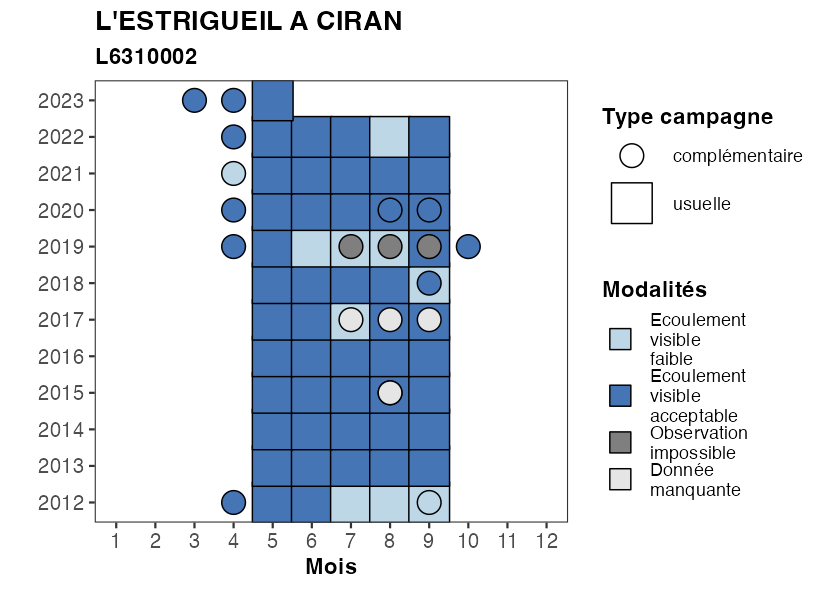 L'ESTRIGUEIL A CIRAN
L6310002
2023
2022
2021
2020
2019
2018
2017
2016
2015
2014
2013
2012
1 2 3 4 5 6 7 8 9 10 11 12
Mois
Type campagne
complémentaire
usuelle
Modalités
Ecoulement
visible
faible
Ecoulement
visible
acceptable
Observation
impossible
Donnée
manquante